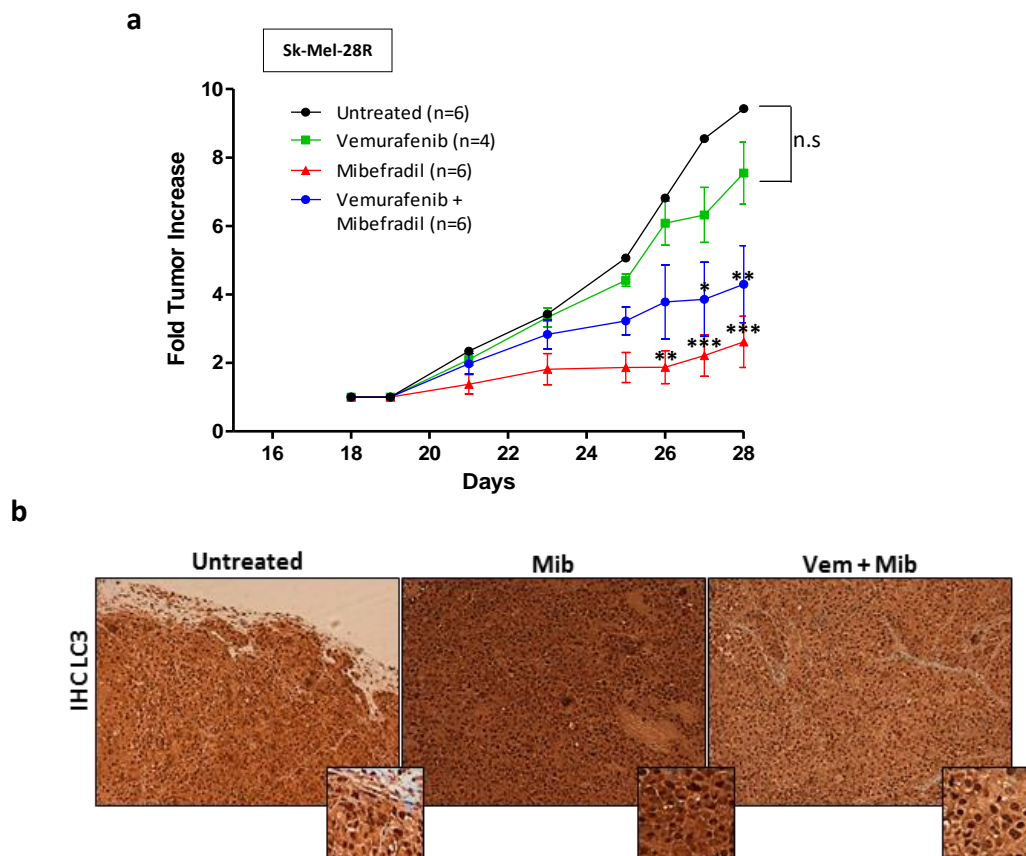 a
Sk-Mel-28R
10
8
6
4
2
0
Fold Tumor Increase
Untreated (n=6)
Vemurafenib (n=4)
Mibefradil (n=6)
Vemurafenib +
Mibefradil (n=6)
n.s
* **
** *** ***
16 18 20 22 24 26 28
Days
b
Untreated Mib Vem + Mib
IHC LC3